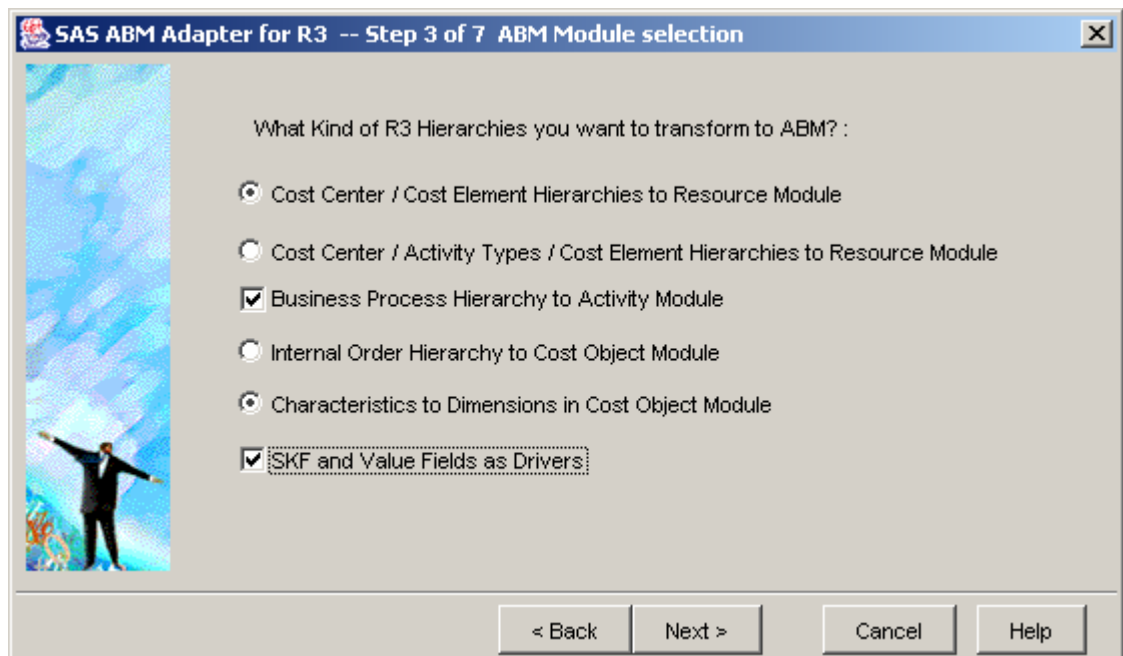 SAS ABM Adapter for R3 -- Step 3 of 7 ABM Module selection
What Kind of R3 Hierarchies you want to transform to ABM? :
Cost Center / Cost Element Hierarchies to Resource Module
Cost Center / Activity Types / Cost Element Hierarchies to Resource Module
Business Process Hierarchy to Activity Module
Internal Order Hierarchy to Cost Object Module
Characteristics to Dimensions in Cost Object Module
SKF and Value Fields as Drivers
< Back Next > Cancel Help